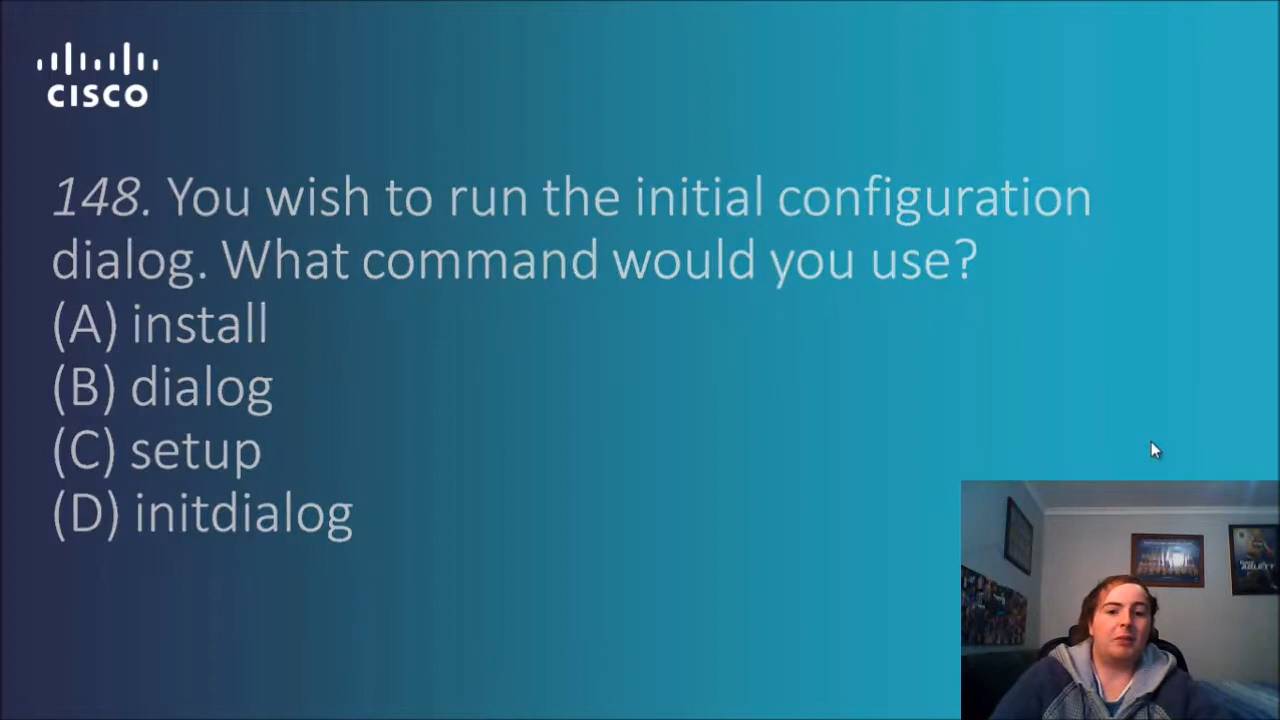 CISCO
148. You wish to run the initial configuration
dialog. What command would you use?
(A) install
(B) dialog
(C) setup
(D) initdialog